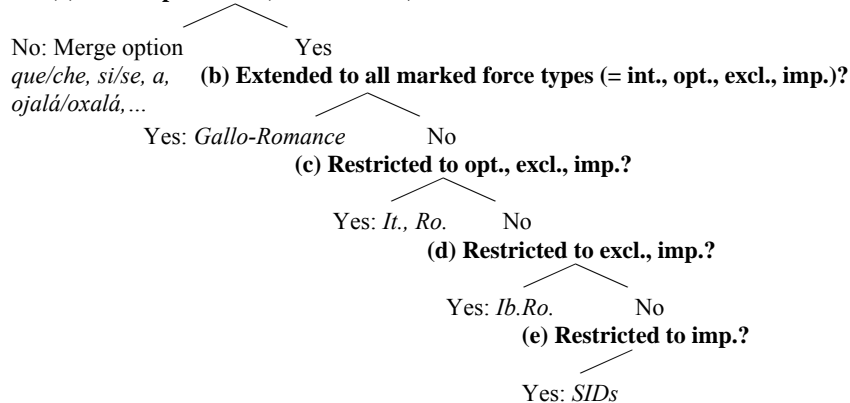 No: Merge option Yes
que/che, si/se, a, (b) Extended to all marked force types (= int., opt., excl., imp.)?
ojalá/oxalá,…
Yes: Gallo-Romance No
(c) Restricted to opt., excl., imp.?
Yes: It., Ro. No
(d) Restricted to excl., imp.?
Yes: Ib.Ro. No
(e) Restricted to imp.?
Yes: SIDs